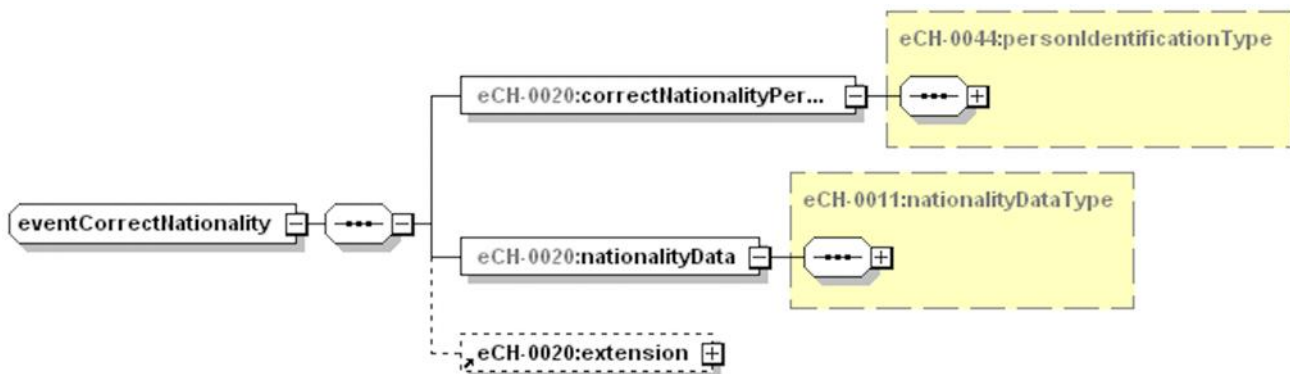 eCH-0044:personIdentificationType
eCH-0020:correctNationalityPer...
eCH-0011:nationalityDataType
eventCorrectNationality
eCH-0020:nationalityData
eCH-0020:extension